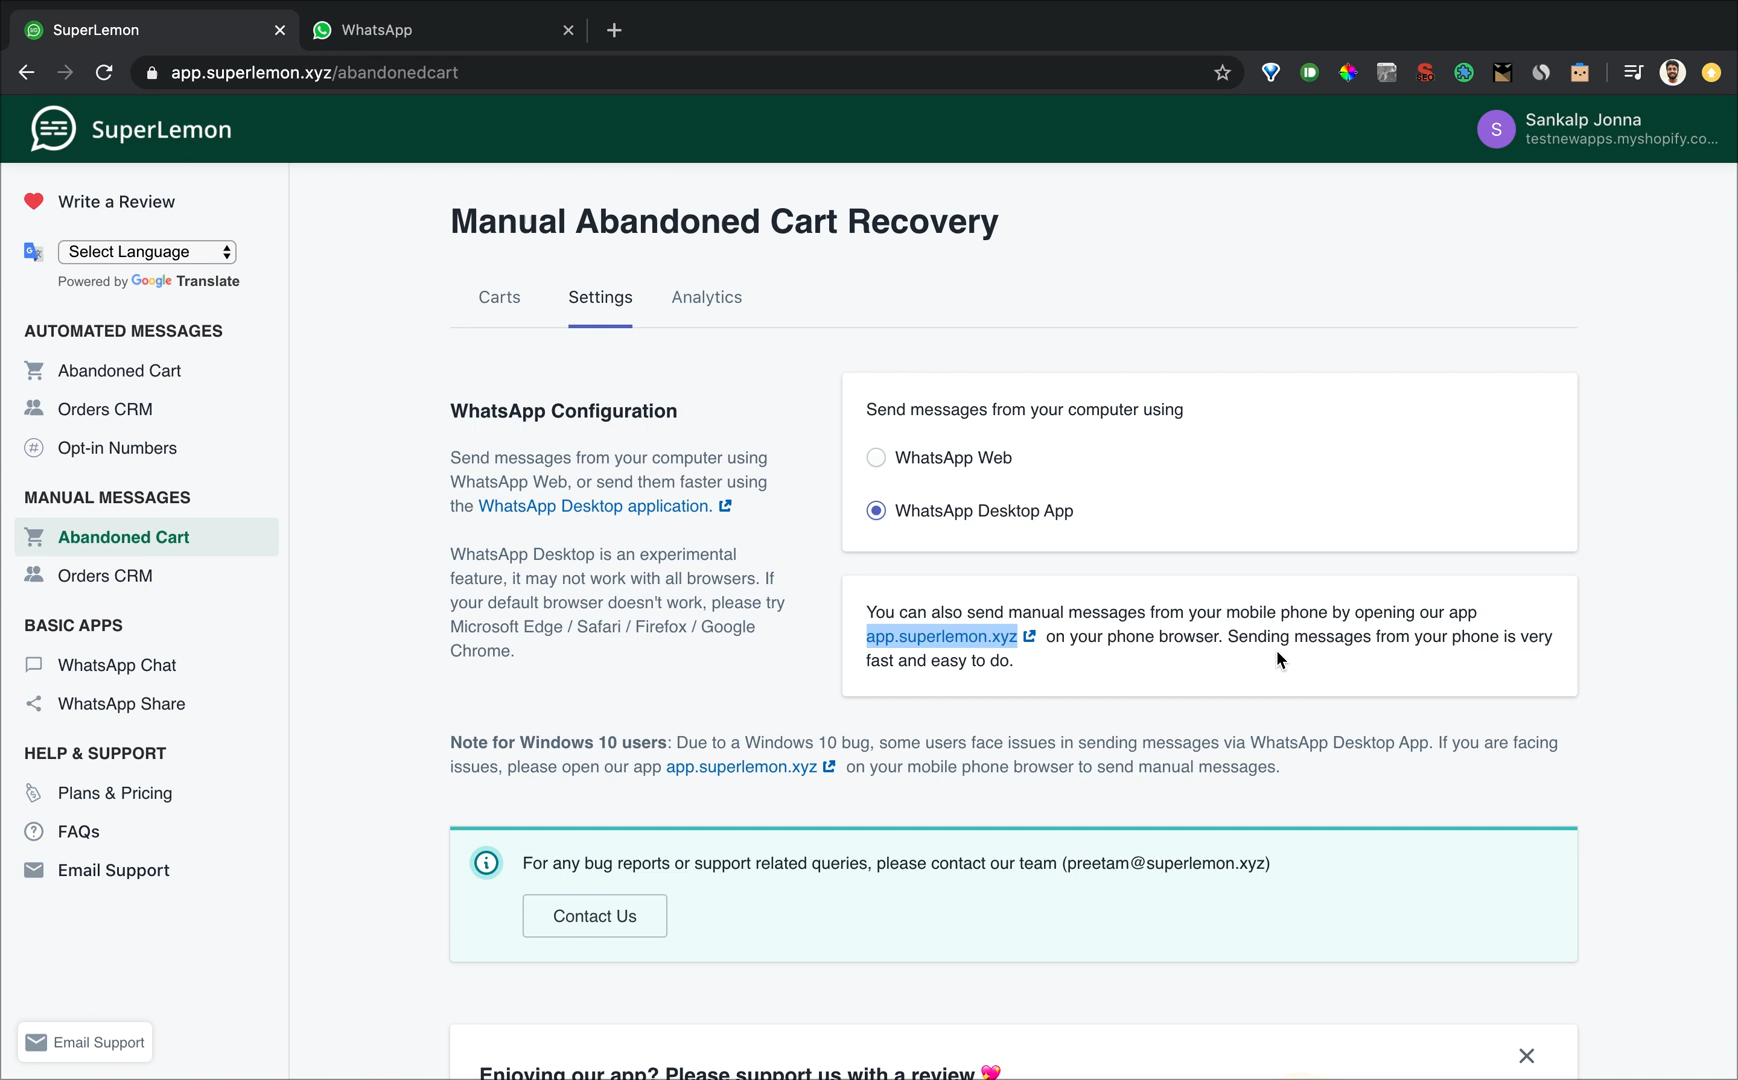 SuperLemon
WhatsApp
app.superlemon.xyz/abandonedcart
SEO
SuperLemon
S
Sankalp Jonna
testnewapps.myshopify.co...
Write a Review
Select Language
Powered by Google Translate
AUTOMATED MESSAGES
Abandoned Cart
Orders CRM
Opt-in Numbers
MANUAL MESSAGES
Abandoned Cart
Orders CRM
BASIC APPS
WhatsApp Chat
WhatsApp Share
HELP & SUPPORT
Plans & Pricing
FAQs
Email Support
Email Support
Manual Abandoned Cart Recovery
Carts Settings Analytics
WhatsApp Configuration
Send messages from your computer using
WhatsApp Web, or send them faster using
the WhatsApp Desktop application.
WhatsApp Desktop is an experimental
feature, it may not work with all browsers. If
your default browser doesn't work, please try
Microsoft Edge / Safari / Firefox / Google
Chrome.
Send messages from your computer using
WhatsApp Web
WhatsApp Desktop App
You can also send manual messages from your mobile phone by opening our app
app.superlemon.xyz on your phone browser. Sending messages from your phone is very
fast and easy to do.
Note for Windows 10 users: Due to a Windows 10 bug, some users face issues in sending messages via WhatsApp Desktop App. If you are facing
issues, please open our app app.superlemon.xyz on your mobile phone browser to send manual messages.
For any bug reports or support related queries, please contact our team (preetam@superlemon.xyz)
Contact Us
Enjoying our app? Please support us with a review 💖